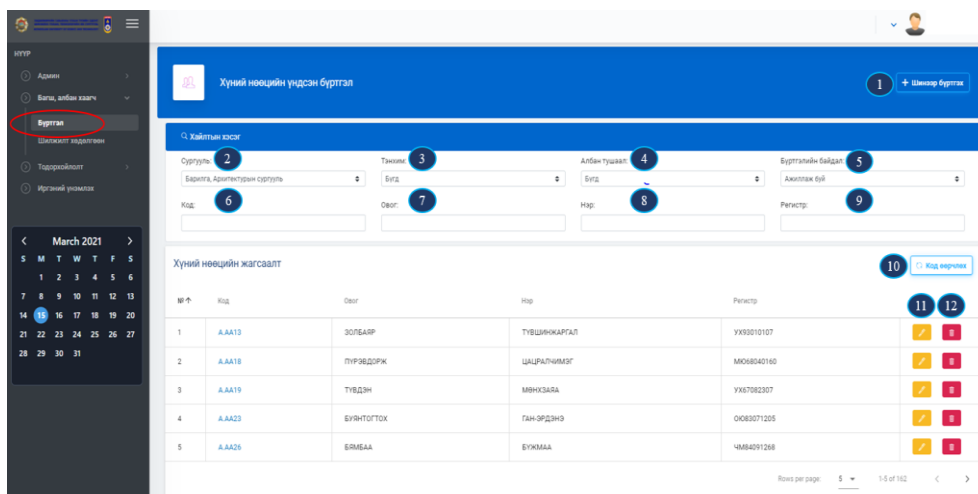 НҮҮР
Админ
Багш, албан хаагч
Бүртгэл
Шилжилт хөдөлгөөн
Тодорхойлолт
Иргэний үнэмлэх
March 2021
S M T W T F S
1 2 3 4 5 6
7 8 9 10 11 12 13
14 15 16 17 18 19 20
21 22 23 24 25 26 27
28 29 30 31
Хүний нөөцийн үндсэн бүртгэл
1
+ Шинээр бүртгэх
Хайлтын хэсэг
Сургууль: 2 Тэнхим: 3 Албан тушаал: 4 Бүртгэлийн байдал: 5
Барилга, Архитектурын сургууль Бүгд Бүгд Ажиллаж буй
Код: 6 Овог: 7 Нэр: 8 Регистр: 9
Хүний нөөцийн жагсаалт
10
Код өөрчлөх
№ Код Овог Нэр Регистр 11 12
1 A.AA13 ЗОЛБАЯР ТҮВШИНЖАРГАЛ УХ93010107
2 A.AA18 ПҮРЭВДОРЖ ЦАЦРАЛЧИМЭГ МЮ68040160
3 A.AA19 ТҮВДЭН МӨНХЗАЯА УХ67082307
4 A.AA23 БУЯНТОГТОХ ГАН-ЭРДЭНЭ ОЮ83071205
5 A.AA26 БЯМБАА БУЖМАА ЧМ84091268
Rows per page: 5 1-5 of 162